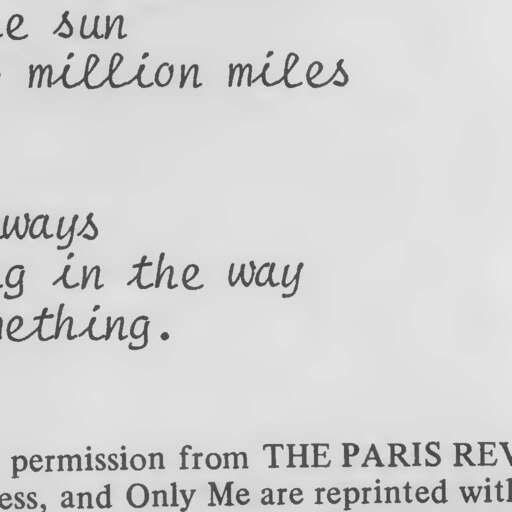 e sun
million miles
ways
g in the way
ething.
permission from THE PARIS REV
ess, and Only Me are reprinted with